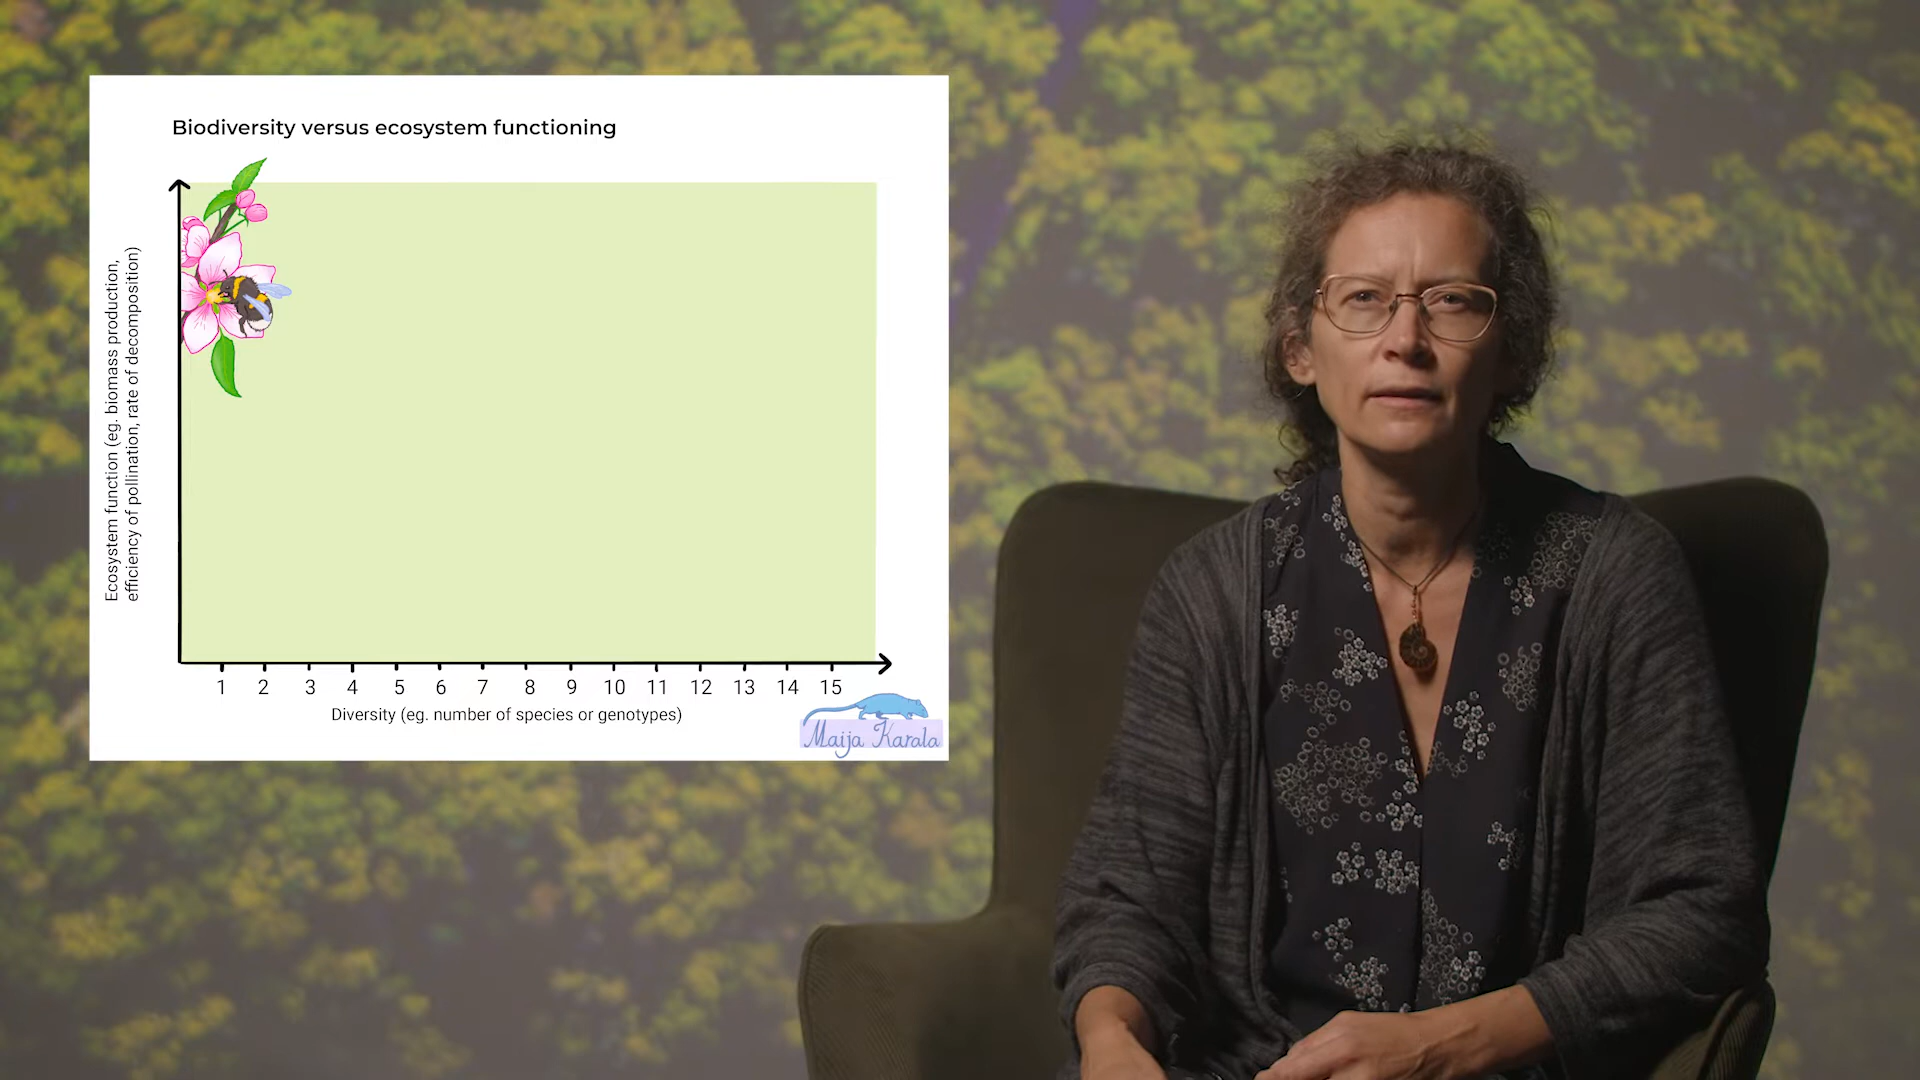 Biodiversity versus ecosystem functioning
Ecosystem function (eg. biomass production,
efficiency of pollination, rate of decomposition)
1 2 3 4 5 6 7 8 9 10 11 12 13 14 15
Diversity (eg. number of species or genotypes)
Maija Karala